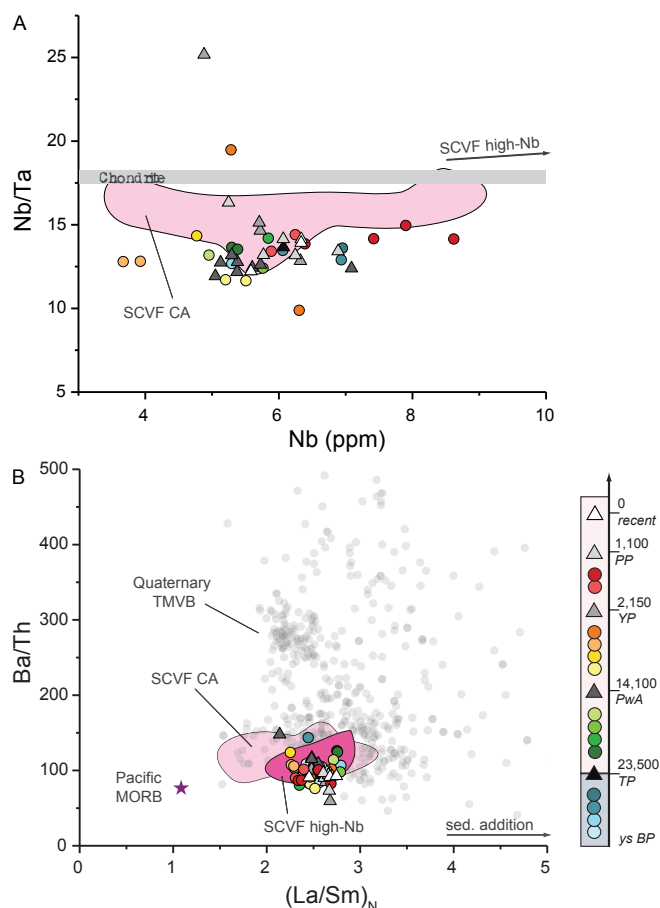 A
25
20
15
10
5
Nb/Ta
SCVF high-Nb
Chondrite
SCVF CA
4
6
8
10
Nb (ppm)
B
500
400
300
200
100
0
Ba/Th
Quaternary
TMVB
SCVF CA
Pacific
MORB
SCVF high-Nb
sed. addition
0
1
2
3
4
5
(La/Sm)N
0
recent
1,100
PP
2,150
YP
14,100
PwA
23,500
TP
ys BP